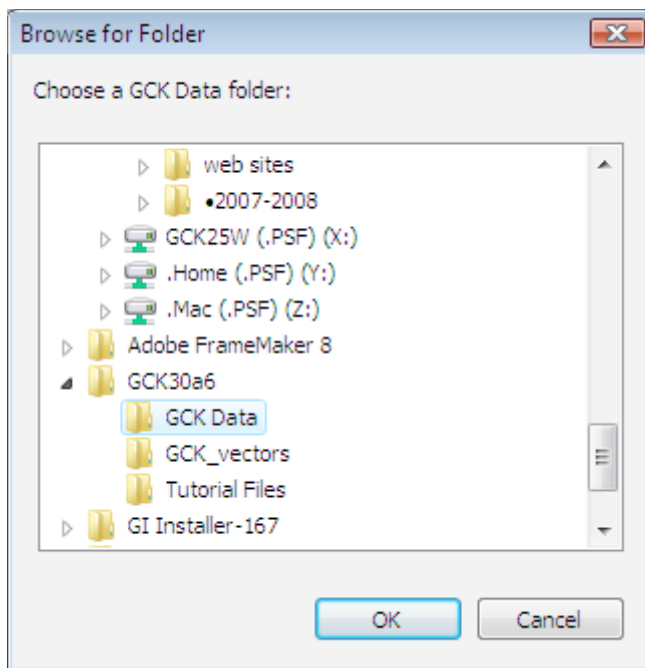 Browse for Folder
Choose a GCK Data folder:
web sites
•2007-2008
GCK25W (.PSF) (X:)
.Home (.PSF) (Y:)
.Mac (.PSF) (Z:)
Adobe FrameMaker 8
GCK30a6
GCK Data
GCK_vectors
Tutorial Files
GI Installer-167
OK Cancel